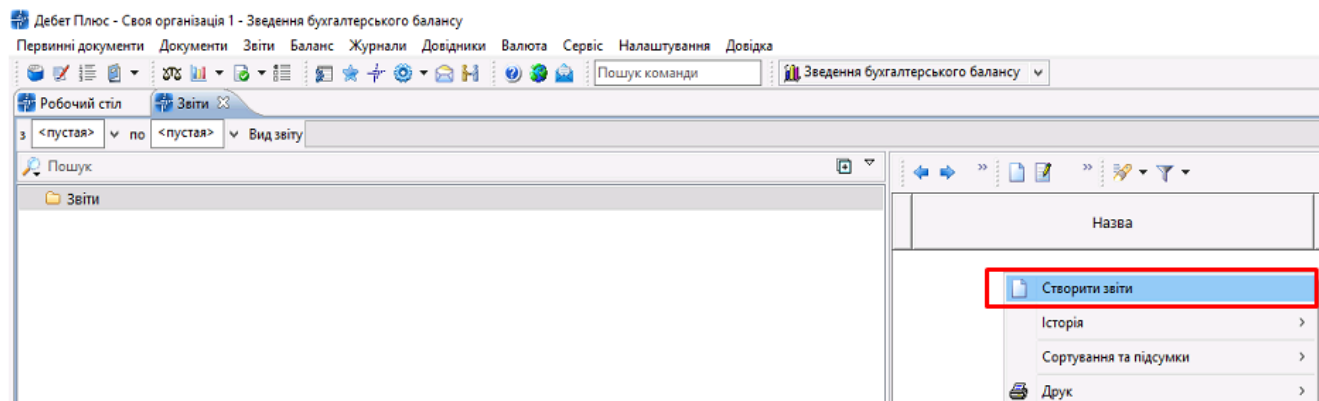 Дебет Плюс - Своя організація 1 - Зведення бухгалтерського балансу
Первинні документи Документи Звіти Баланс Журнали Довідники Валюта Сервіс Налаштування Довідка
Пошук команди Зведення бухгалтерського балансу
Робочий стіл Звіти
з <пустая> по <пустая> Вид звіту
Пошук
Звіти
Назва
Створити звіти
Історія
Сортування та підсумки
Друк